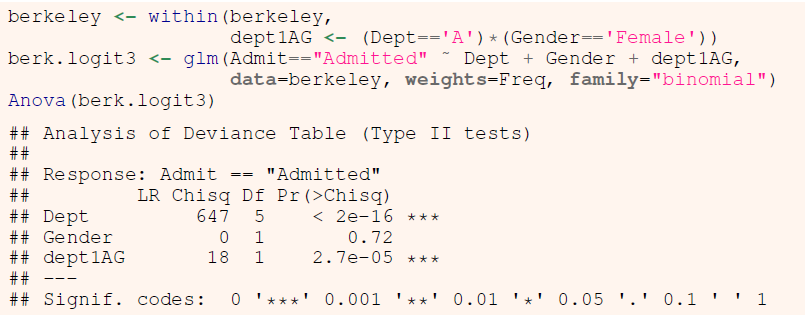 berkeley <- within(berkeley,
dept1AG <- (Dept=='A')*(Gender=='Female'))
berk.logit3 <- glm(Admit=="Admitted" ~ Dept + Gender + dept1AG,
data=berkeley, weights=Freq, family="binomial")
Anova(berk.logit3)
## Analysis of Deviance Table (Type II tests)
##
## Response: Admit == "Admitted"
## LR Chisq Df Pr(>Chisq)
## Dept 647 5 < 2e-16 ***
## Gender 0 1 0.72
## dept1AG 18 1 2.7e-05 ***
## ---
## Signif. codes: 0 '***' 0.001 '**' 0.01 '*' 0.05 '.' 0.1 ' ' 1